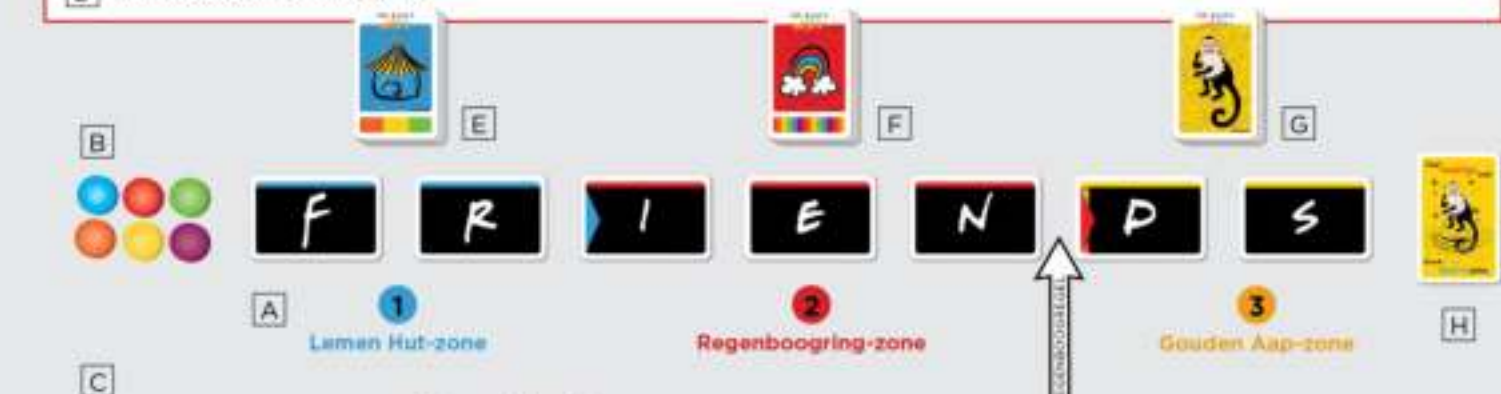 E
F
G
B
F R I E N D S
A
1
2
3
H
Lemen Hut-zone
Regenboogring-zone
Gouden Aap-zone
C